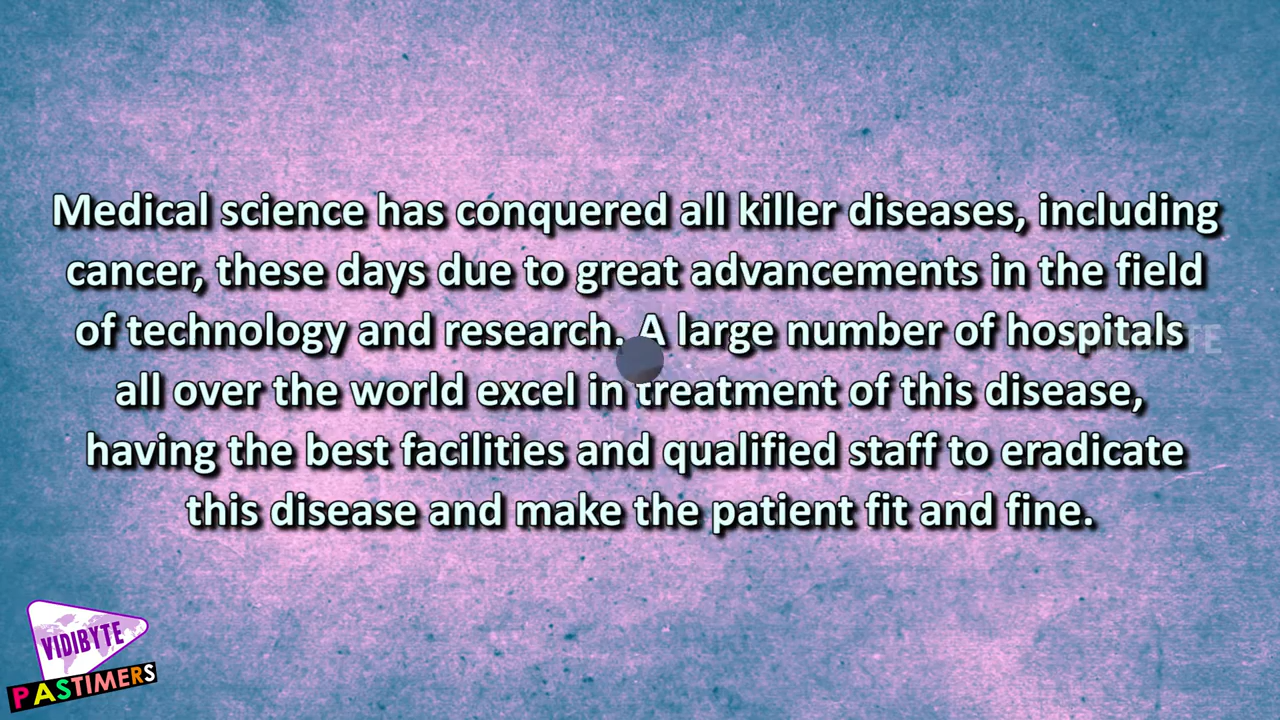 Medical science has conquered all killer diseases, including
cancer, these days due to great advancements in the field
of technology and research. A large number of hospitals
all over the world excel in treatment of this disease,
having the best facilities and qualified staff to eradicate
this disease and make the patient fit and fine.
VIDIBYTE
PASTIMERS